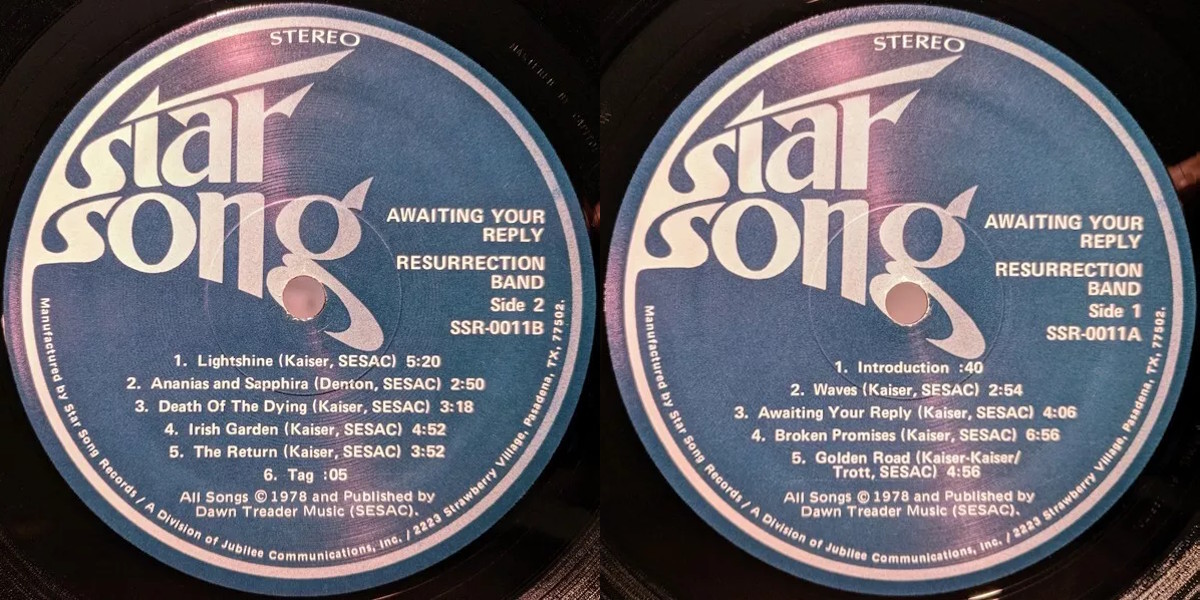 STEREO
star
song
AWAITING YOUR
REPLY
RESURRECTION
BAND
Side 2
SSR-0011B
1. Lightshine (Kaiser, SESAC) 5:20
2. Ananias and Sapphira (Denton, SESAC) 2:50
3. Death Of The Dying (Kaiser, SESAC) 3:18
4. Irish Garden (Kaiser, SESAC) 4:52
5. The Return (Kaiser, SESAC) 3:52
6. Tag :05
All Songs © 1978 and Published by
Dawn Treader Music (SESAC).
Manufactured by Star Song Records / A Division of Jubilee Communications, Inc. / 2223 Strawberry Village, Pasadena, TX, 77502.
STEREO
star
song
AWAITING YOUR
REPLY
RESURRECTION
BAND
Side 1
SSR-0011A
1. Introduction :40
2. Waves (Kaiser, SESAC) 2:54
3. Awaiting Your Reply (Kaiser, SESAC) 4:06
4. Broken Promises (Kaiser, SESAC) 6:56
5. Golden Road (Kaiser-Kaiser/
Trott, SESAC) 4:56
All Songs © 1978 and Published by
Dawn Treader Music (SESAC).
Manufactured by Star Song Records / A Division of Jubilee Communications, Inc. / 2223 Strawberry Village, Pasadena, TX, 77502.